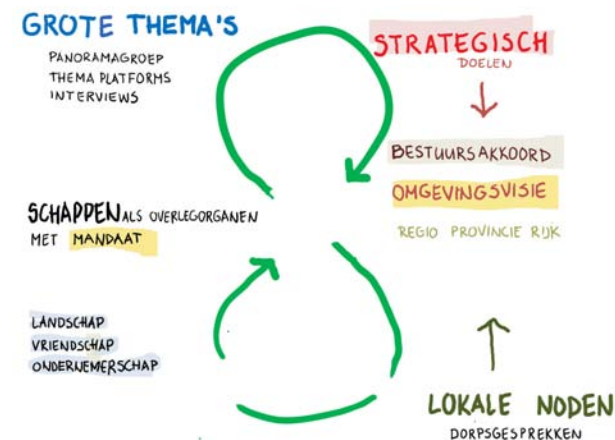 GROTE THEMA'S
PANORAMAGROEP
THEMA PLATFORMS
INTERVIEWS
STRATEGISCH
DOELEN
BESTUURSAKKOORD
OMGEVINGSVISIE
REGIO PROVINCIE RIJK
SCHAPPEN ALS OVERLEGORGANEN
MET MANDAAT
LANDSCHAP
VRIENDSCHAP
ONDERNEMERSCHAP
LOKALE NODEN
DORPSGESPREKKEN